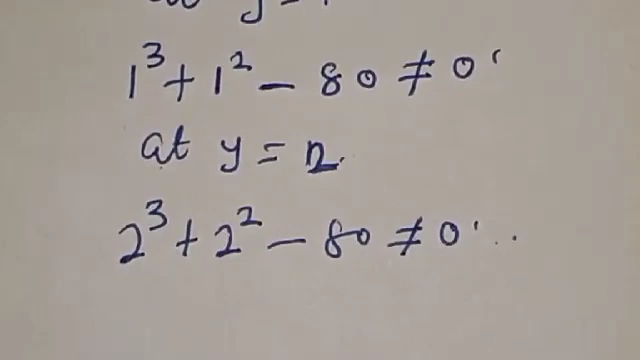 1³ + 1² − 80 ≠ 0
at y = 2.
2³ + 2² − 80 ≠ 0